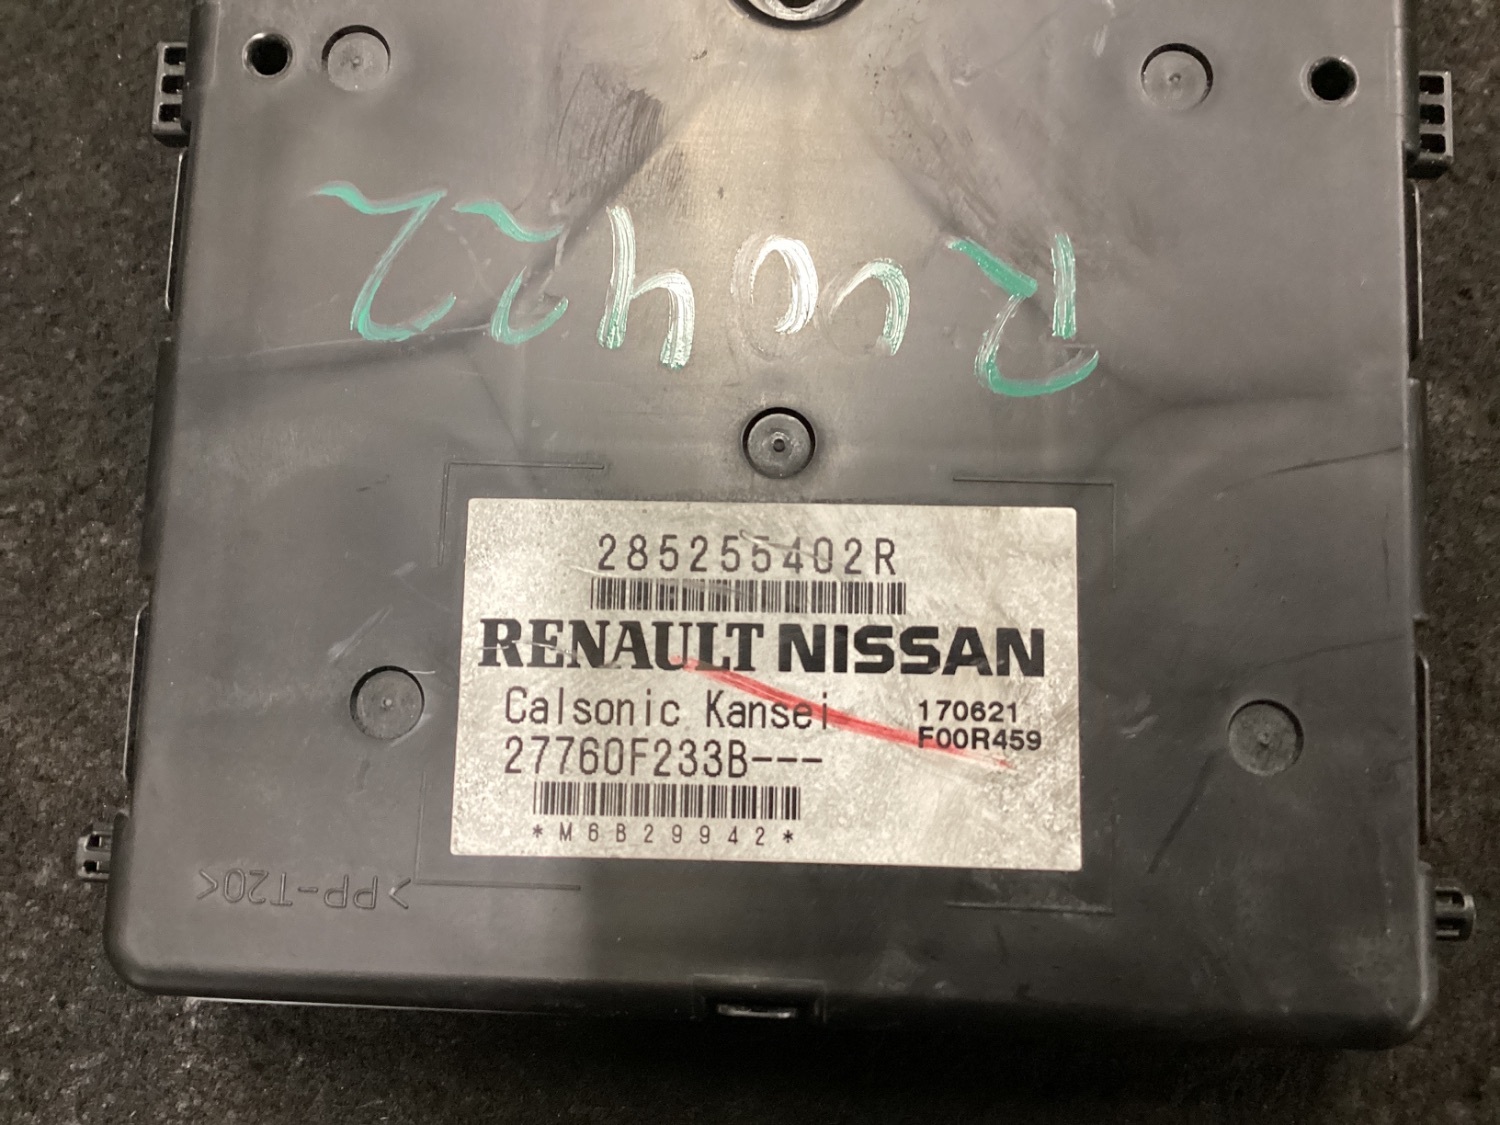 R00422
285255402R
RENAULT NISSAN
Calsonic Kansei 170621
F00R459
27760F233B---
*M6B29942*
>PP-T20<